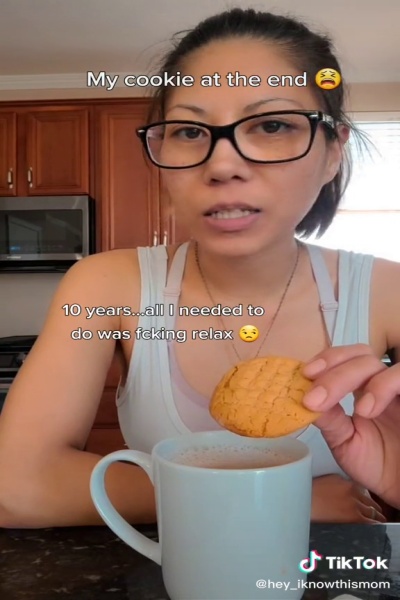 My cookie at the end 😫
10 years...all I needed to
do was fcking relax 😒
TikTok
@hey_iknowthismom